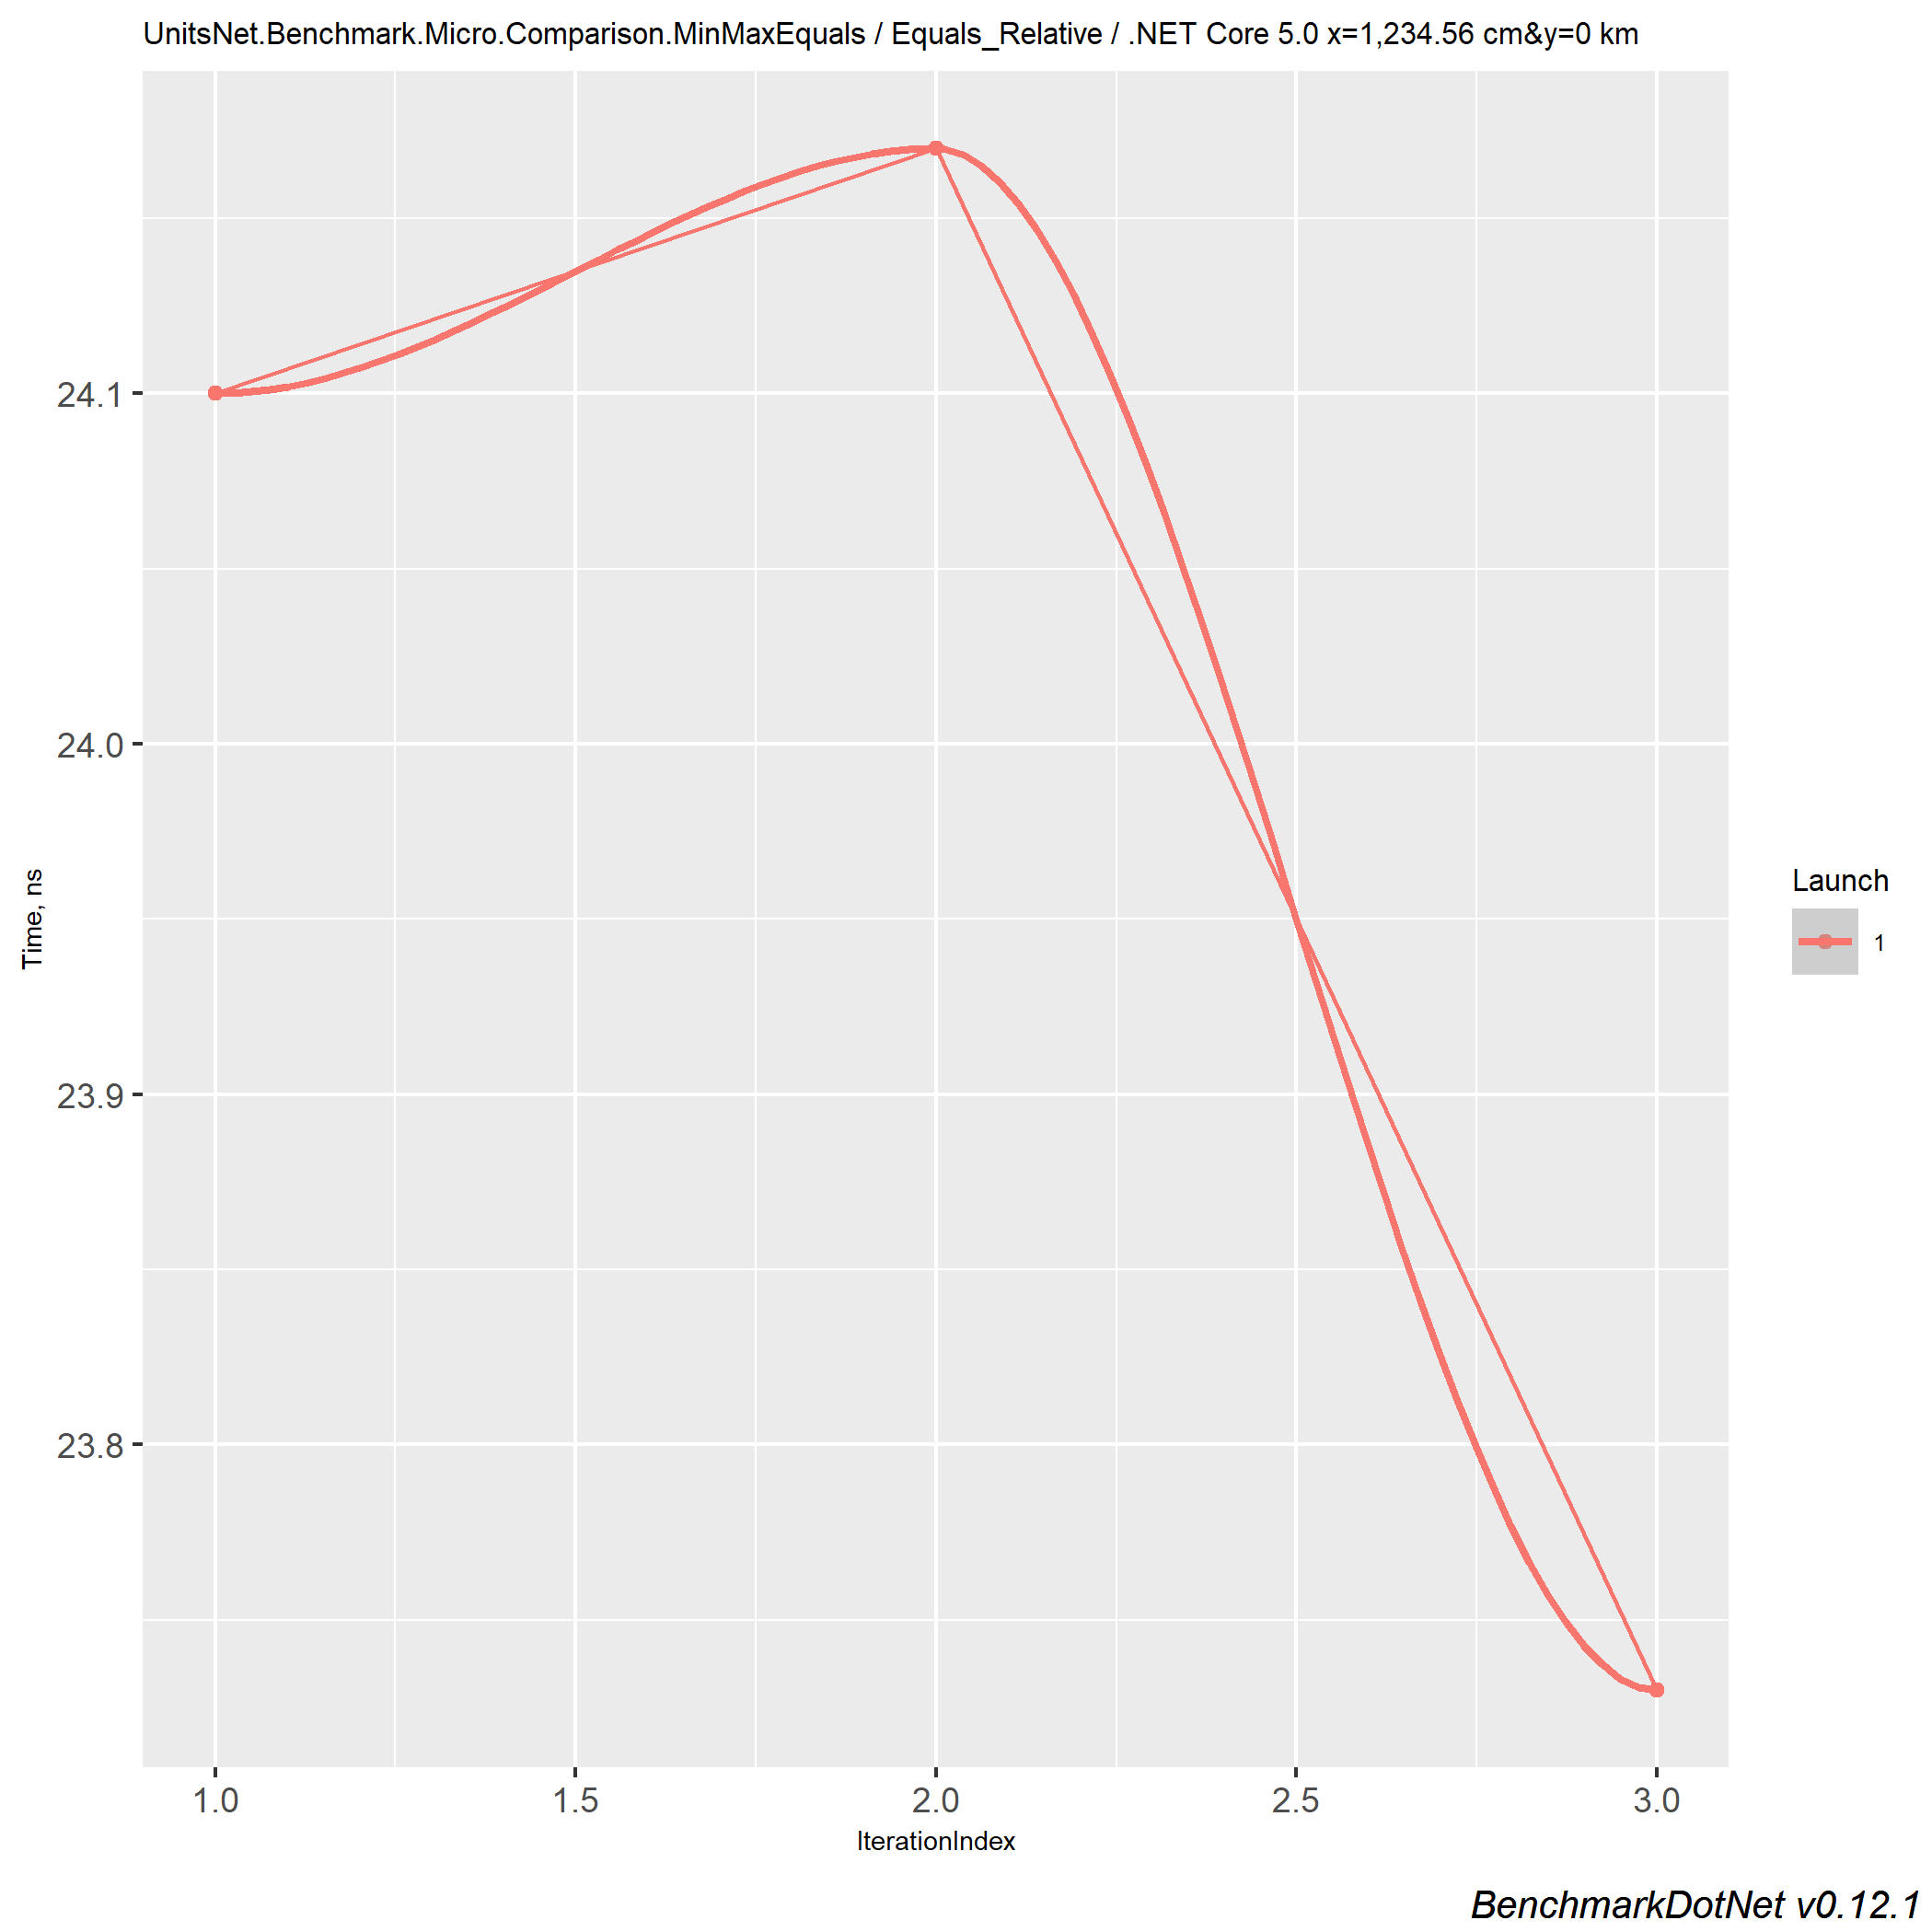 UnitsNet.Benchmark.Micro.Comparison.MinMaxEquals / Equals_Relative / .NET Core 5.0 x=1,234.56 cm&y=0 km
24.1
24.0
23.9
23.8
Time, ns
1.0 1.5 2.0 2.5 3.0
IterationIndex
Launch
1
BenchmarkDotNet v0.12.1